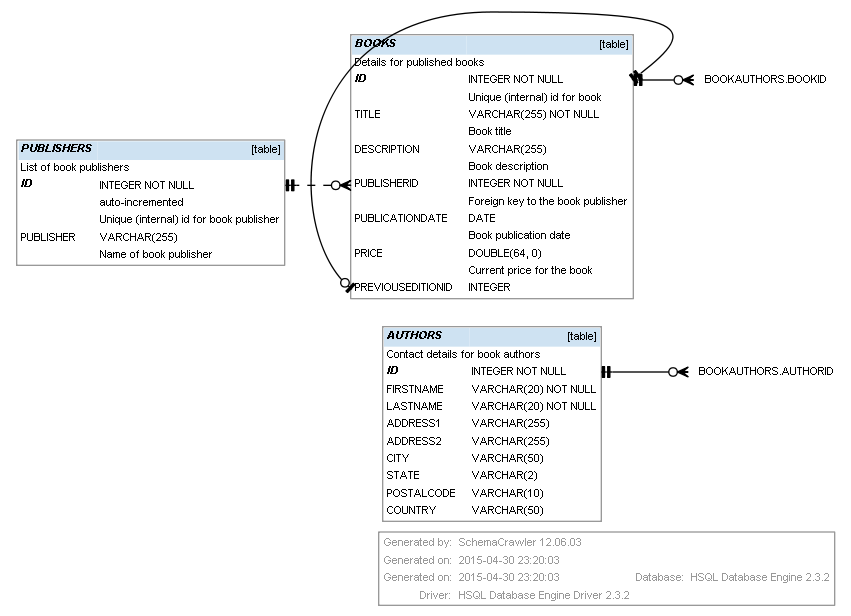 BOOKS [table]
Details for published books
ID INTEGER NOT NULL
Unique (internal) id for book
TITLE VARCHAR(255) NOT NULL
Book title
DESCRIPTION VARCHAR(255)
Book description
PUBLISHERID INTEGER NOT NULL
Foreign key to the book publisher
PUBLICATIONDATE DATE
Book publication date
PRICE DOUBLE(64, 0)
Current price for the book
PREVIOUSEDITIONID INTEGER
BOOKAUTHORS.BOOKID
PUBLISHERS [table]
List of book publishers
ID INTEGER NOT NULL
auto-incremented
Unique (internal) id for book publisher
PUBLISHER VARCHAR(255)
Name of book publisher
AUTHORS [table]
Contact details for book authors
ID INTEGER NOT NULL
FIRSTNAME VARCHAR(20) NOT NULL
LASTNAME VARCHAR(20) NOT NULL
ADDRESS1 VARCHAR(255)
ADDRESS2 VARCHAR(255)
CITY VARCHAR(50)
STATE VARCHAR(2)
POSTALCODE VARCHAR(10)
COUNTRY VARCHAR(50)
BOOKAUTHORS.AUTHORID
Generated by: SchemaCrawler 12.06.03
Generated on: 2015-04-30 23:20:03
Generated on: 2015-04-30 23:20:03 Database: HSQL Database Engine 2.3.2
Driver: HSQL Database Engine Driver 2.3.2